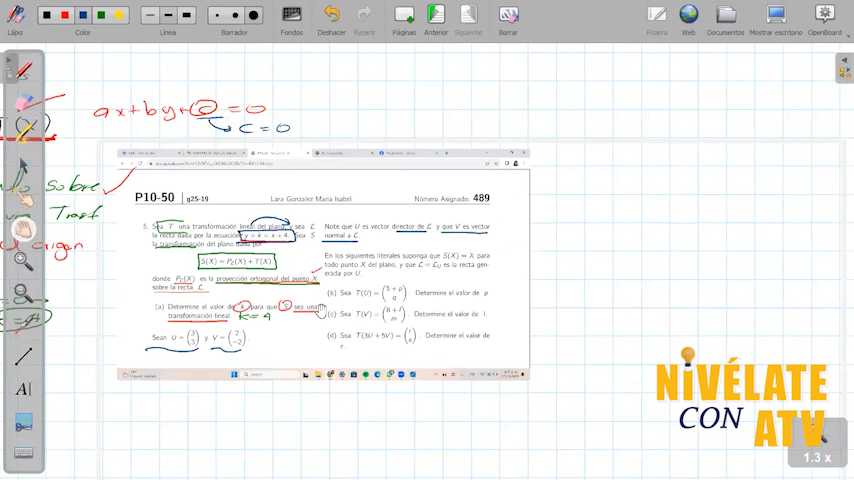 Lápiz
Color
Línea
Borrador
Fondos
Deshacer
Repetir
Páginas
Anterior
Siguiente
Borrar
Pizarra
Web
Documentos
Mostrar escritorio
OpenBoard
ax+by+c=0
c=0
P10-50 | g25-19
Lara González Maria Isabel
Número Asignado: 489
5. Sea T una transformación lineal del plano, y sea L
la recta dada por la ecuación y + k = x + 4. Sea S
la transformación del plano dada por
S(X) = P_L(X) + T(X)
donde P_L(X) es la proyección ortogonal del punto X
sobre la recta L
(a) Determine el valor de k para que S sea una
transformación lineal.
k=4
Sean U = (3 3) y V = (2 −2).
Note que U es vector director de L y que V es vector
normal a L.
En los siguientes literales suponga que S(X) = X para
todo punto X del plano, y que L = L_U es la recta gen-
erada por U.
(b) Sea T(U) = (5 + p q). Determine el valor de p.
(c) Sea T(V) = (6 + l m). Determine el valor de l.
(d) Sea T(3U + 5V) = (r s). Determine el valor de
r.
sobre
Trasf
origen
NIVÉLATE
CON
ATV
1.3 x